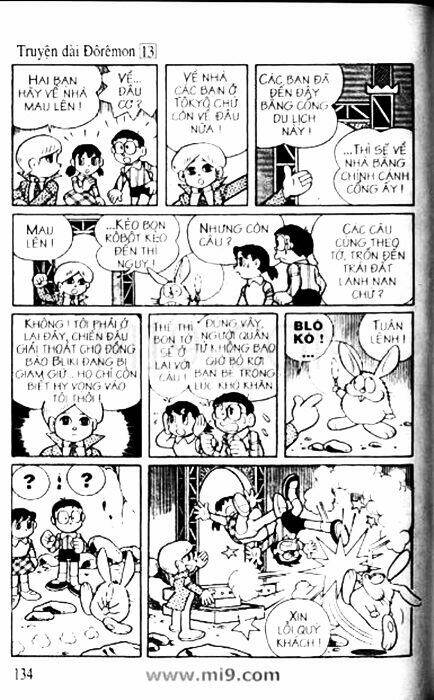 Truyện dài Đôrêmon 13
HAI BẠN
HÃY VỀ NHÀ
MAU LÊN !
VỀ...
ĐÂU
CƠ ?
VỀ NHÀ
CÁC BẠN Ở
TÔKYÔ CHỨ
CÒN VỀ ĐÂU
NỮA !
CÁC BẠN ĐÃ
ĐẾN ĐÂY
BẰNG CỔNG
DU LỊCH
NÀY !
...THÌ SẼ VỀ
NHÀ BẰNG
CHÍNH CÁNH
CỔNG ẤY !
MAU
LÊN !
...KẺO BỌN
RÔBỐT KÉO
ĐẾN THÌ
NGUY !
NHƯNG CÒN
CẬU ?
CÁC CẬU
CÙNG THEO
TỚ, TRỐN ĐẾN
TRÁI ĐẤT
LÁNH NẠN
CHỨ ?
KHÔNG ! TÔI PHẢI Ở
LẠI ĐÂY, CHIẾN ĐẤU
GIẢI THOÁT CHO ĐỒNG
BÀO BLIKI ĐANG BỊ
GIAM GIỮ... HỌ CHỈ CÒN
BIẾT HY VỌNG VÀO
TÔI THÔI !
THẾ THÌ
BỌN TỚ
SẼ Ở
LẠI VỚI
CẬU !
ĐÚNG VẬY,
NGƯỜI QUÂN
TỬ KHÔNG BAO
GIỜ BỎ RƠI
BẠN BÈ TRONG
LÚC KHÓ KHĂN
BLÔ
KÔ !
...
TUÂN
LỆNH !
?
!
?
XIN
LỖI QUÝ
KHÁCH !
134
www.mi9.com